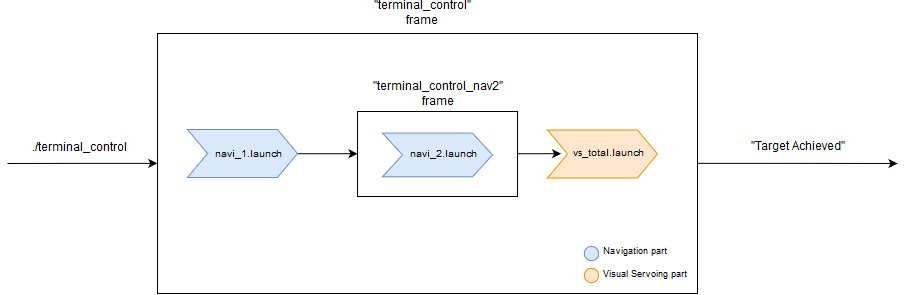 "terminal_control"
frame
"terminal_control_nav2"
frame
./terminal_control
navi_1.launch
navi_2.launch
vs_total.launch
"Target Achieved"
Navigation part
Visual Servoing part